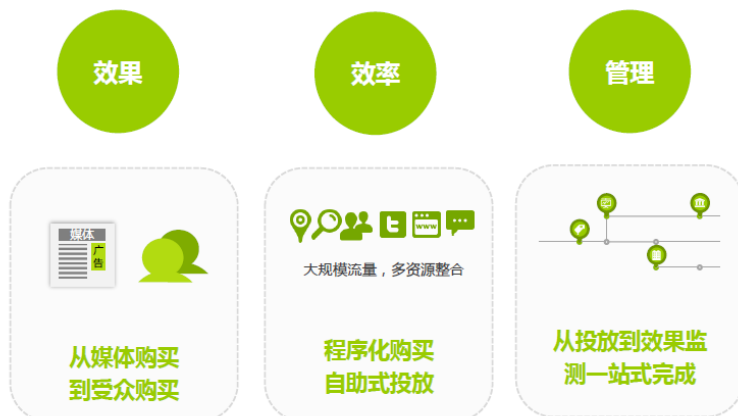 效果
效率
管理
媒体
广
告
www
大规模流量，多资源整合
从媒体购买
到受众购买
程序化购买
自助式投放
从投放到效果监
测一站式完成